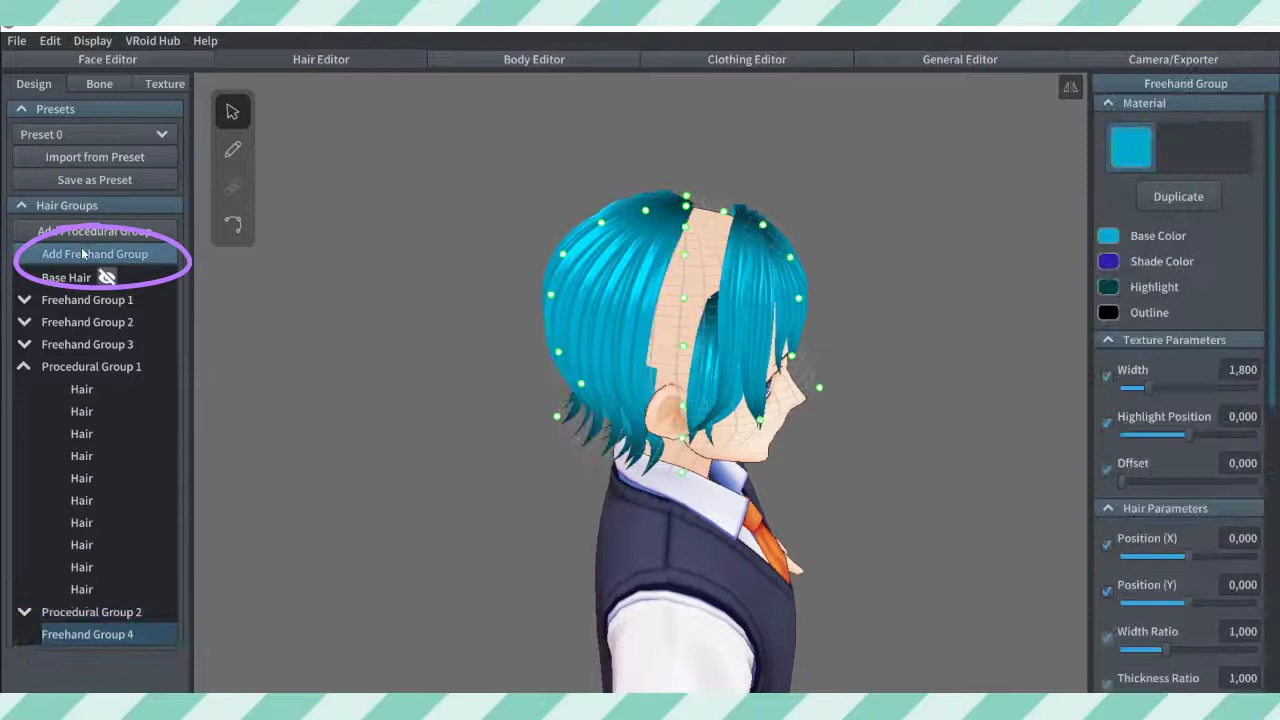 File Edit Display VRoid Hub Help
Face Editor Hair Editor Body Editor Clothing Editor General Editor Camera/Exporter
Design Bone Texture
Presets
Preset 0
Import from Preset
Save as Preset
Hair Groups
Add Procedural Group
Add Freehand Group
Base Hair
Freehand Group 1
Freehand Group 2
Freehand Group 3
Procedural Group 1
Hair
Hair
Hair
Hair
Hair
Hair
Hair
Hair
Hair
Hair
Procedural Group 2
Freehand Group 4
Freehand Group
Material
Duplicate
Base Color
Shade Color
Highlight
Outline
Texture Parameters
Width 1,800
Highlight Position 0,000
Offset 0,000
Hair Parameters
Position (X) 0,000
Position (Y) 0,000
Width Ratio 1,000
Thickness Ratio 1,000